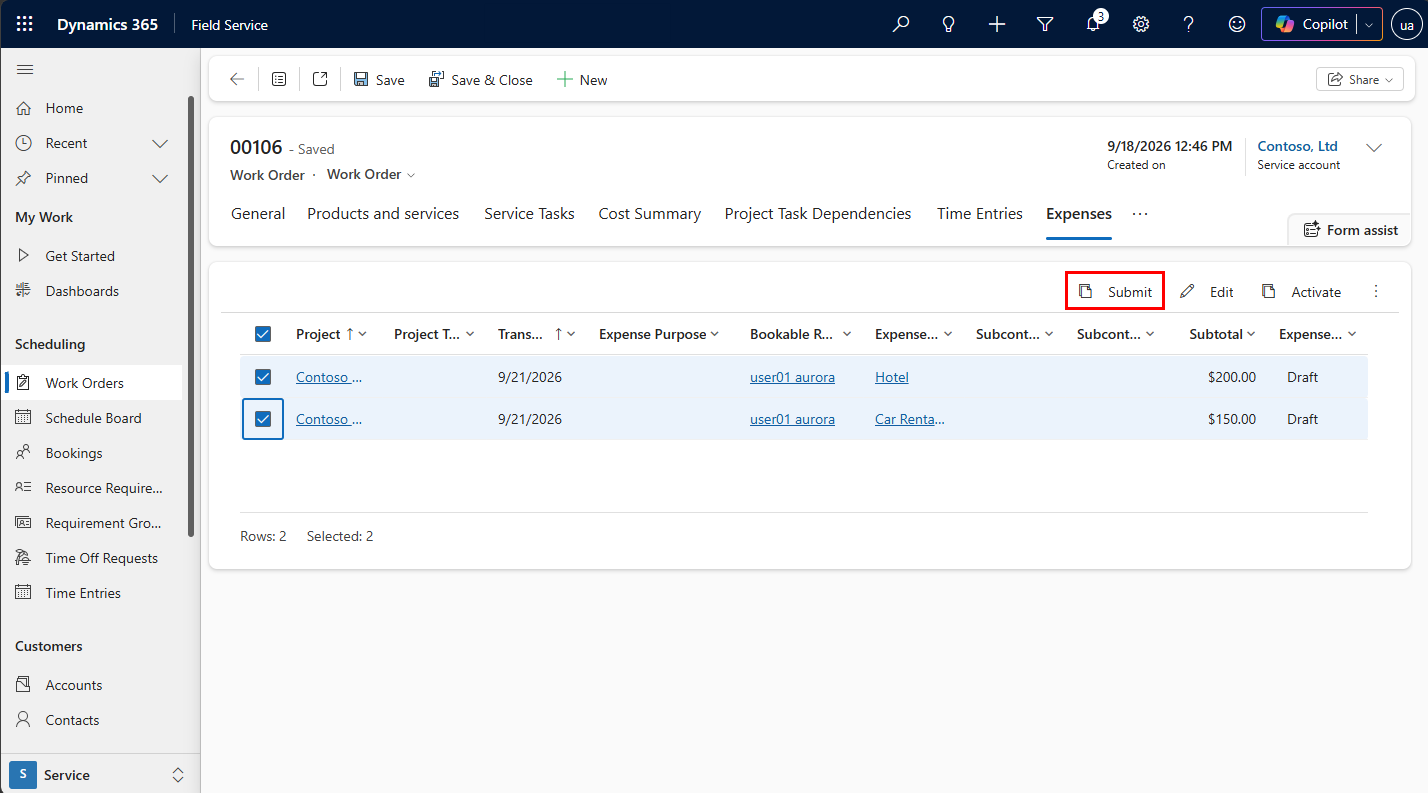 Dynamics 365 Field Service 3 Copilot ua
Home
Recent
Pinned
My Work
Get Started
Dashboards
Scheduling
Work Orders
Schedule Board
Bookings
Resource Require...
Requirement Gro...
Time Off Requests
Time Entries
Customers
Accounts
Contacts
S Service
Save Save & Close New Share
00106 - Saved
Work Order · Work Order
9/18/2026 12:46 PM
Created on
Contoso, Ltd
Service account
General Products and services Service Tasks Cost Summary Project Task Dependencies Time Entries Expenses ...
Form assist
Submit Edit Activate
Project Project T... Trans... Expense Purpose Bookable R... Expense... Subcont... Subcont... Subtotal Expense...
Contoso ... 9/21/2026 user01 aurora Hotel $200.00 Draft
Contoso ... 9/21/2026 user01 aurora Car Renta... $150.00 Draft
Rows: 2 Selected: 2